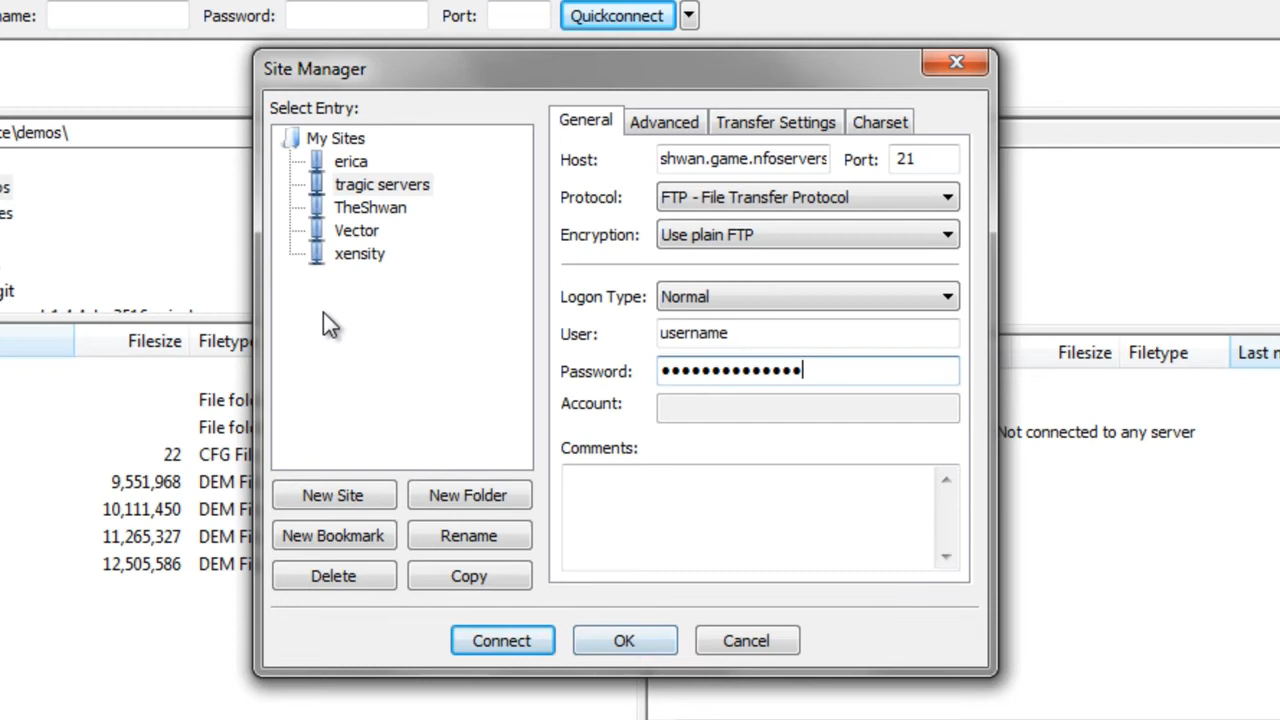 name:
Password:
Port:
Quickconnect
Site Manager
Select Entry:
My Sites
erica
tragic servers
TheShwan
Vector
xensity
New Site
New Folder
New Bookmark
Rename
Delete
Copy
General
Advanced
Transfer Settings
Charset
Host:
shwan.game.nfoservers
Port:
21
Protocol:
FTP - File Transfer Protocol
Encryption:
Use plain FTP
Logon Type:
Normal
User:
username
Password:
●●●●●●●●●●●●●●
Account:
Comments:
Connect
OK
Cancel
\demos\
git
Filesize
Filetype
File fol
File fol
22
CFG Fi
9,551,968
DEM Fi
10,111,450
DEM Fi
11,265,327
DEM Fi
12,505,586
DEM Fi
Filesize
Filetype
Last m
Not connected to any server